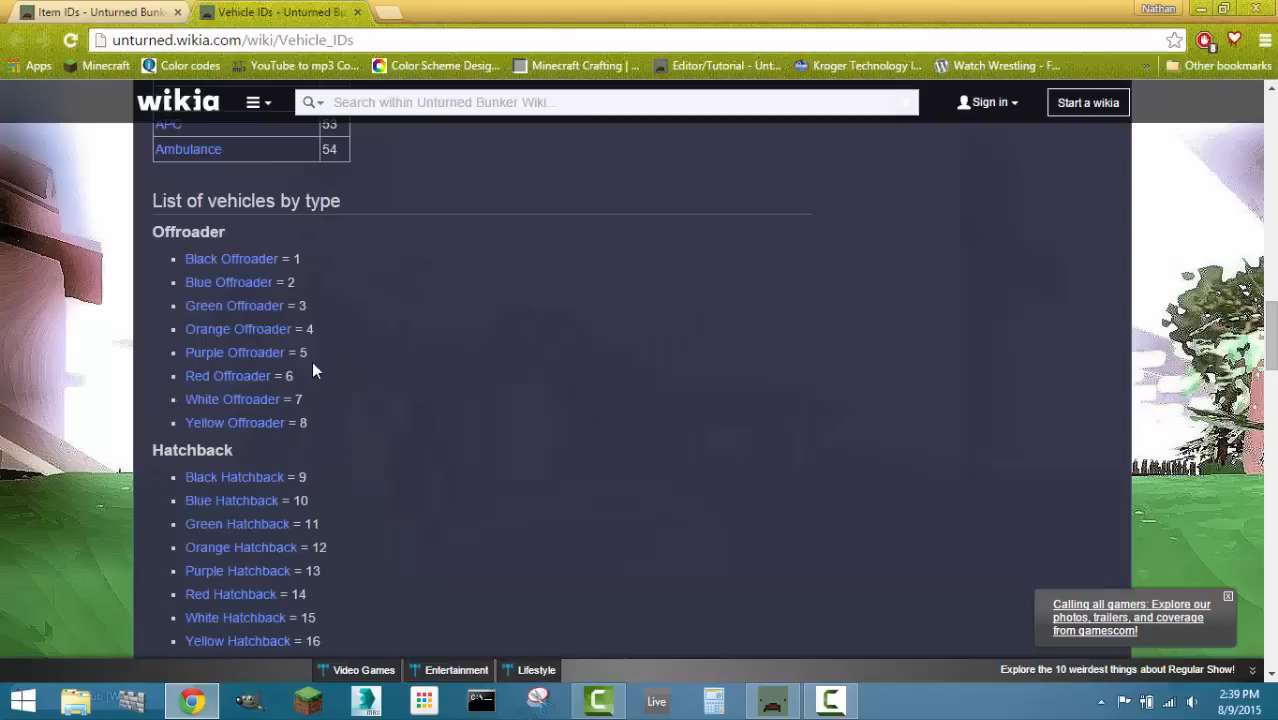 Item IDs - Unturned Bunk
Vehicle IDs - Unturned Bu
Nathan
unturned.wikia.com/wiki/Vehicle_IDs
8
Apps
Minecraft
Color codes
YouTube to mp3 Co...
Color Scheme Desig...
Minecraft Crafting | ...
Editor/Tutorial - Unt...
Kroger Technology I...
Watch Wrestling – F...
Other bookmarks
wikia
Search within Unturned Bunker Wiki...
Sign in
Start a wikia
APC 53
Ambulance 54
List of vehicles by type
Offroader
Black Offroader = 1
Blue Offroader = 2
Green Offroader = 3
Orange Offroader = 4
Purple Offroader = 5
Red Offroader = 6
White Offroader = 7
Yellow Offroader = 8
Hatchback
Black Hatchback = 9
Blue Hatchback = 10
Green Hatchback = 11
Orange Hatchback = 12
Purple Hatchback = 13
Red Hatchback = 14
White Hatchback = 15
Yellow Hatchback = 16
Calling all gamers: Explore our
photos, trailers, and coverage
from gamescom!
Video Games
Entertainment
Lifestyle
Explore the 10 weirdest things about Regular Show!
Live
2:39 PM
8/9/2015